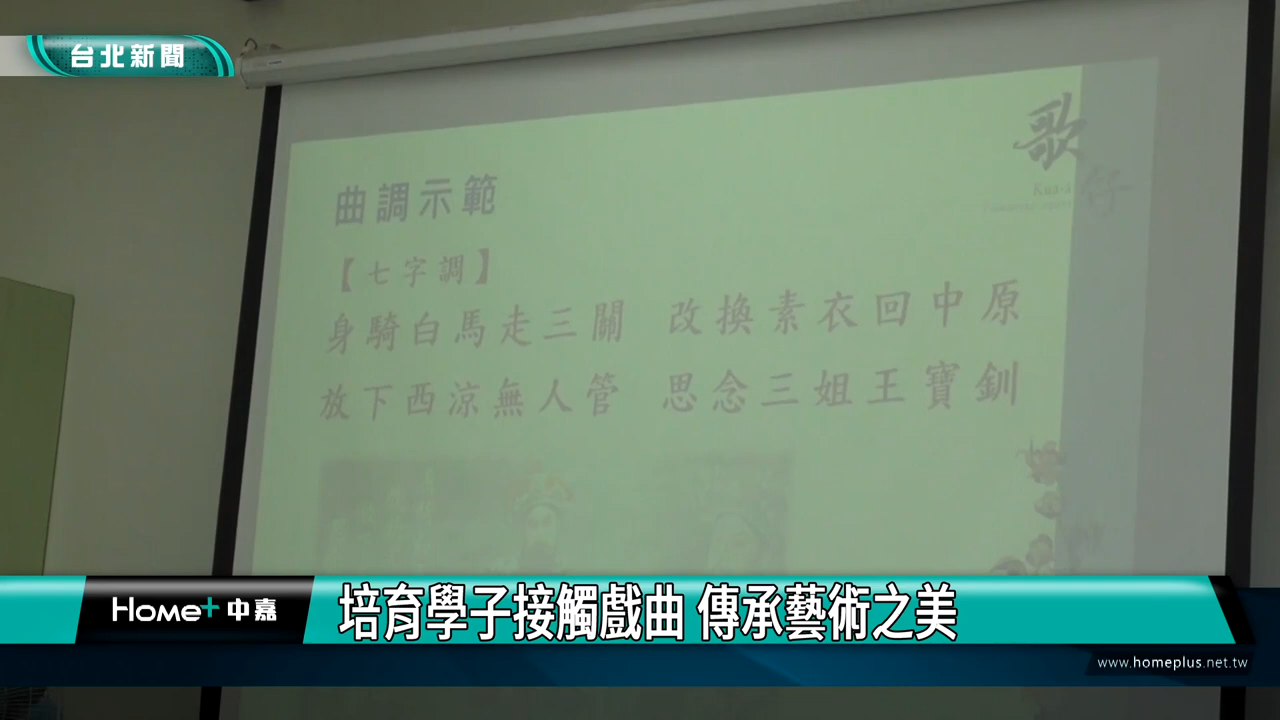 台北新聞
歌
仔
Kua-á
曲調示範
【七字調】
身騎白馬走三關 改換素衣回中原
放下西涼無人管 思念三姐王寶釧
Home+中嘉
培育學子接觸戲曲 傳承藝術之美
www.homeplus.net.tw